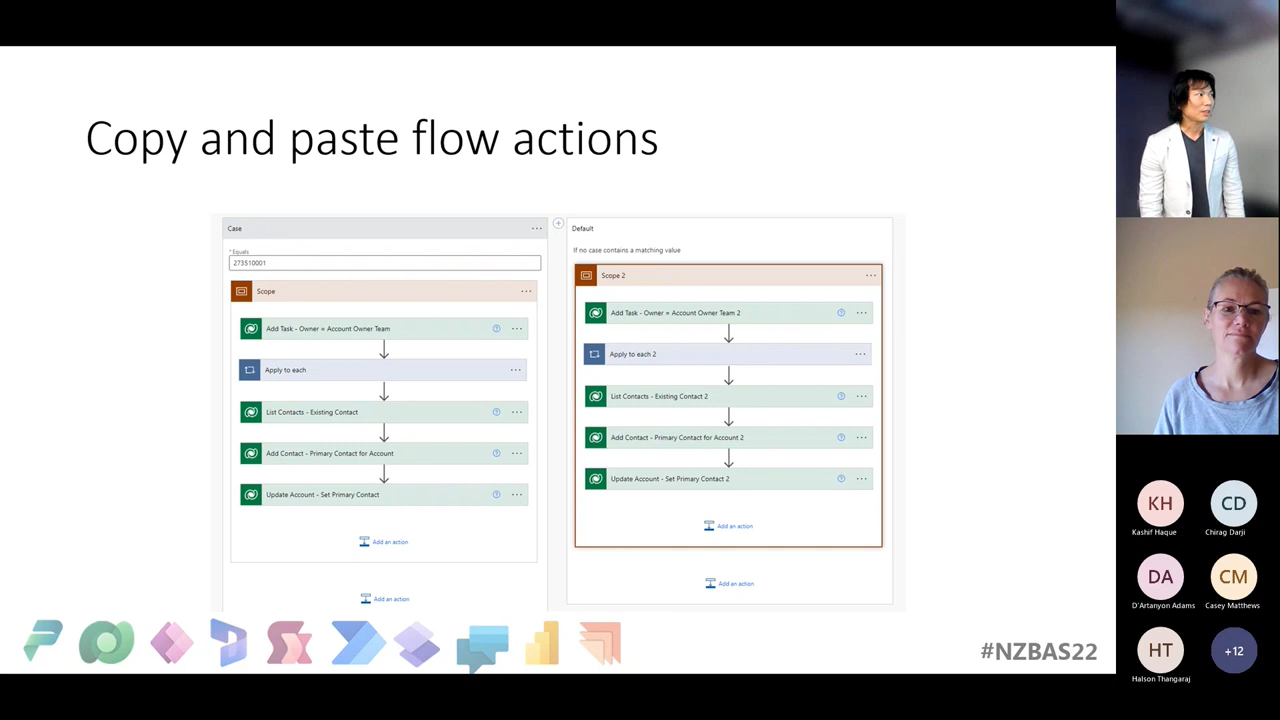 Copy and paste flow actions
Case
* Equals
273510001
Scope
Add Task - Owner = Account Owner Team
Apply to each
List Contacts - Existing Contact
Add Contact - Primary Contact for Account
Update Account - Set Primary Contact
Add an action
Add an action
Default
If no case contains a matching value
Scope 2
Add Task - Owner = Account Owner Team 2
Apply to each 2
List Contacts - Existing Contact 2
Add Contact - Primary Contact for Account 2
Update Account - Set Primary Contact 2
Add an action
Add an action
#NZBAS22
KH
Kashif Haque
CD
Chirag Darji
DA
D'Artanyon Adams
CM
Casey Matthews
HT
Halson Thangaraj
+12